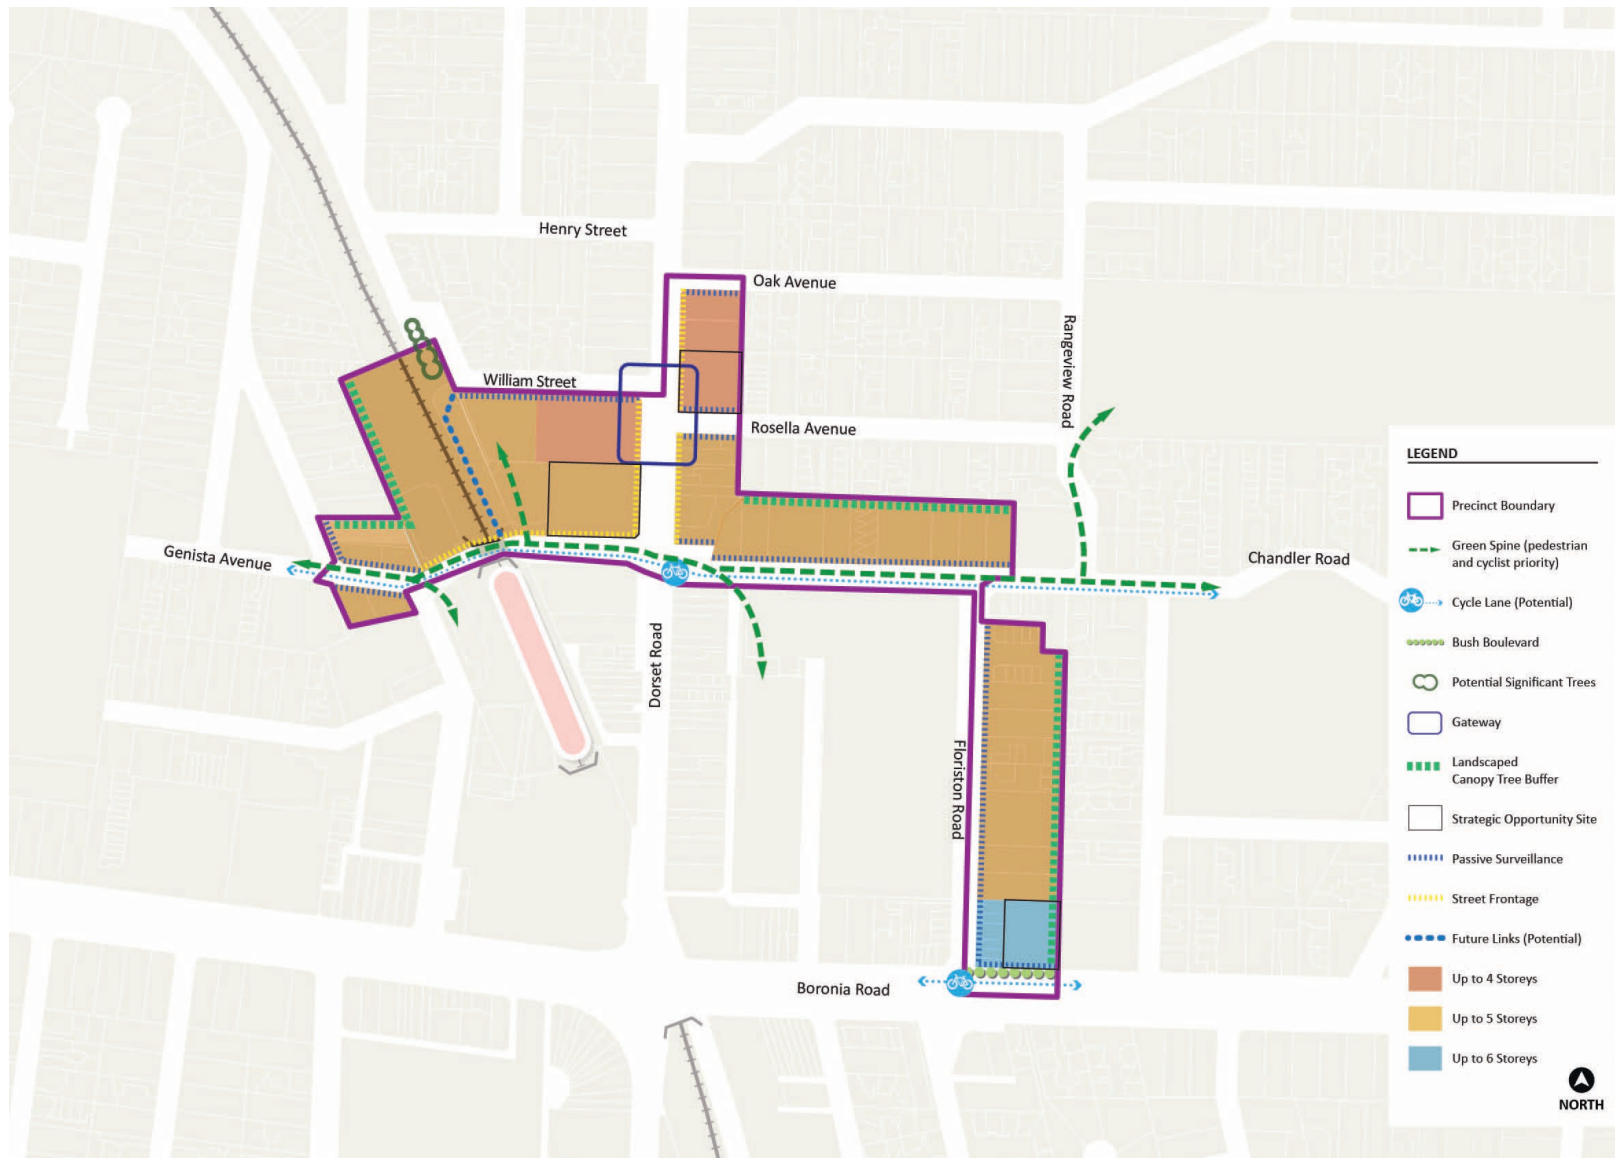 Henry Street
Oak Avenue
Rangeview Road
William Street
Rosella Avenue
Genista Avenue
Chandler Road
Dorset Road
Floriston Road
Boronia Road
LEGEND
Precinct Boundary
Green Spine (pedestrian
and cyclist priority)
Cycle Lane (Potential)
Bush Boulevard
Potential Significant Trees
Gateway
Landscaped
Canopy Tree Buffer
Strategic Opportunity Site
Passive Surveillance
Street Frontage
Future Links (Potential)
Up to 4 Storeys
Up to 5 Storeys
Up to 6 Storeys
NORTH